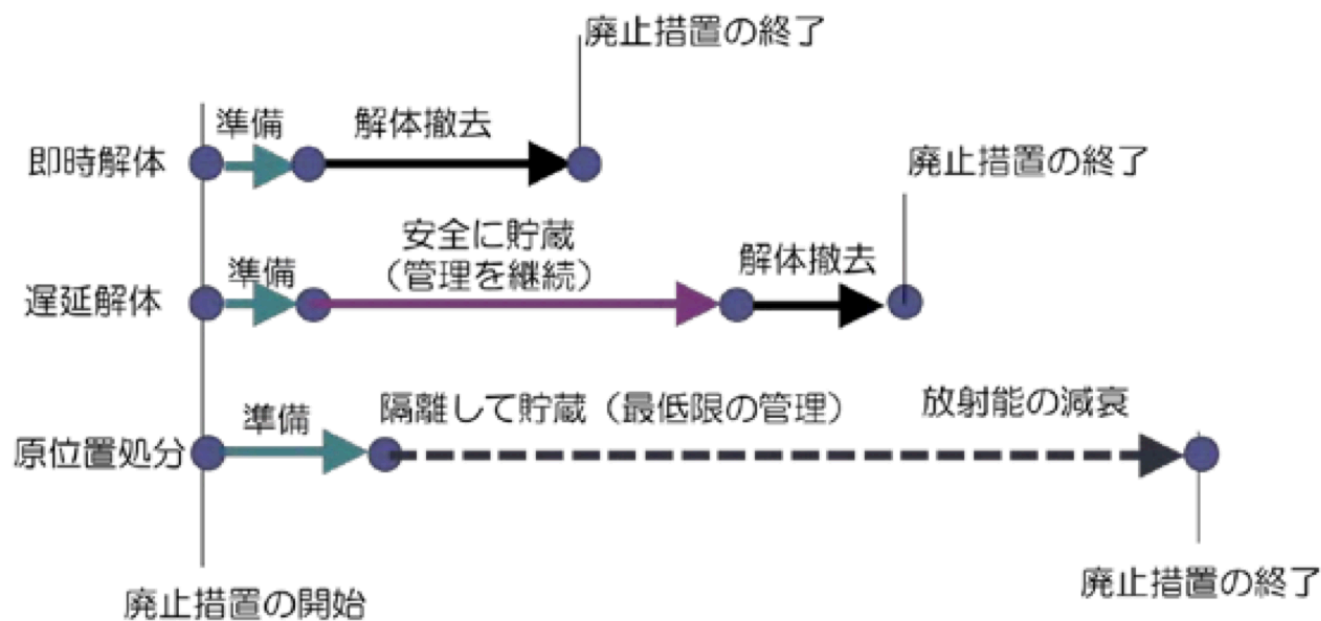 廃止措置の終了
準備
解体撤去
即時解体
廃止措置の終了
安全に貯蔵
（管理を継続）
準備
解体撤去
遅延解体
準備
隔離して貯蔵（最低限の管理）
放射能の減衰
原位置処分
廃止措置の終了
廃止措置の開始